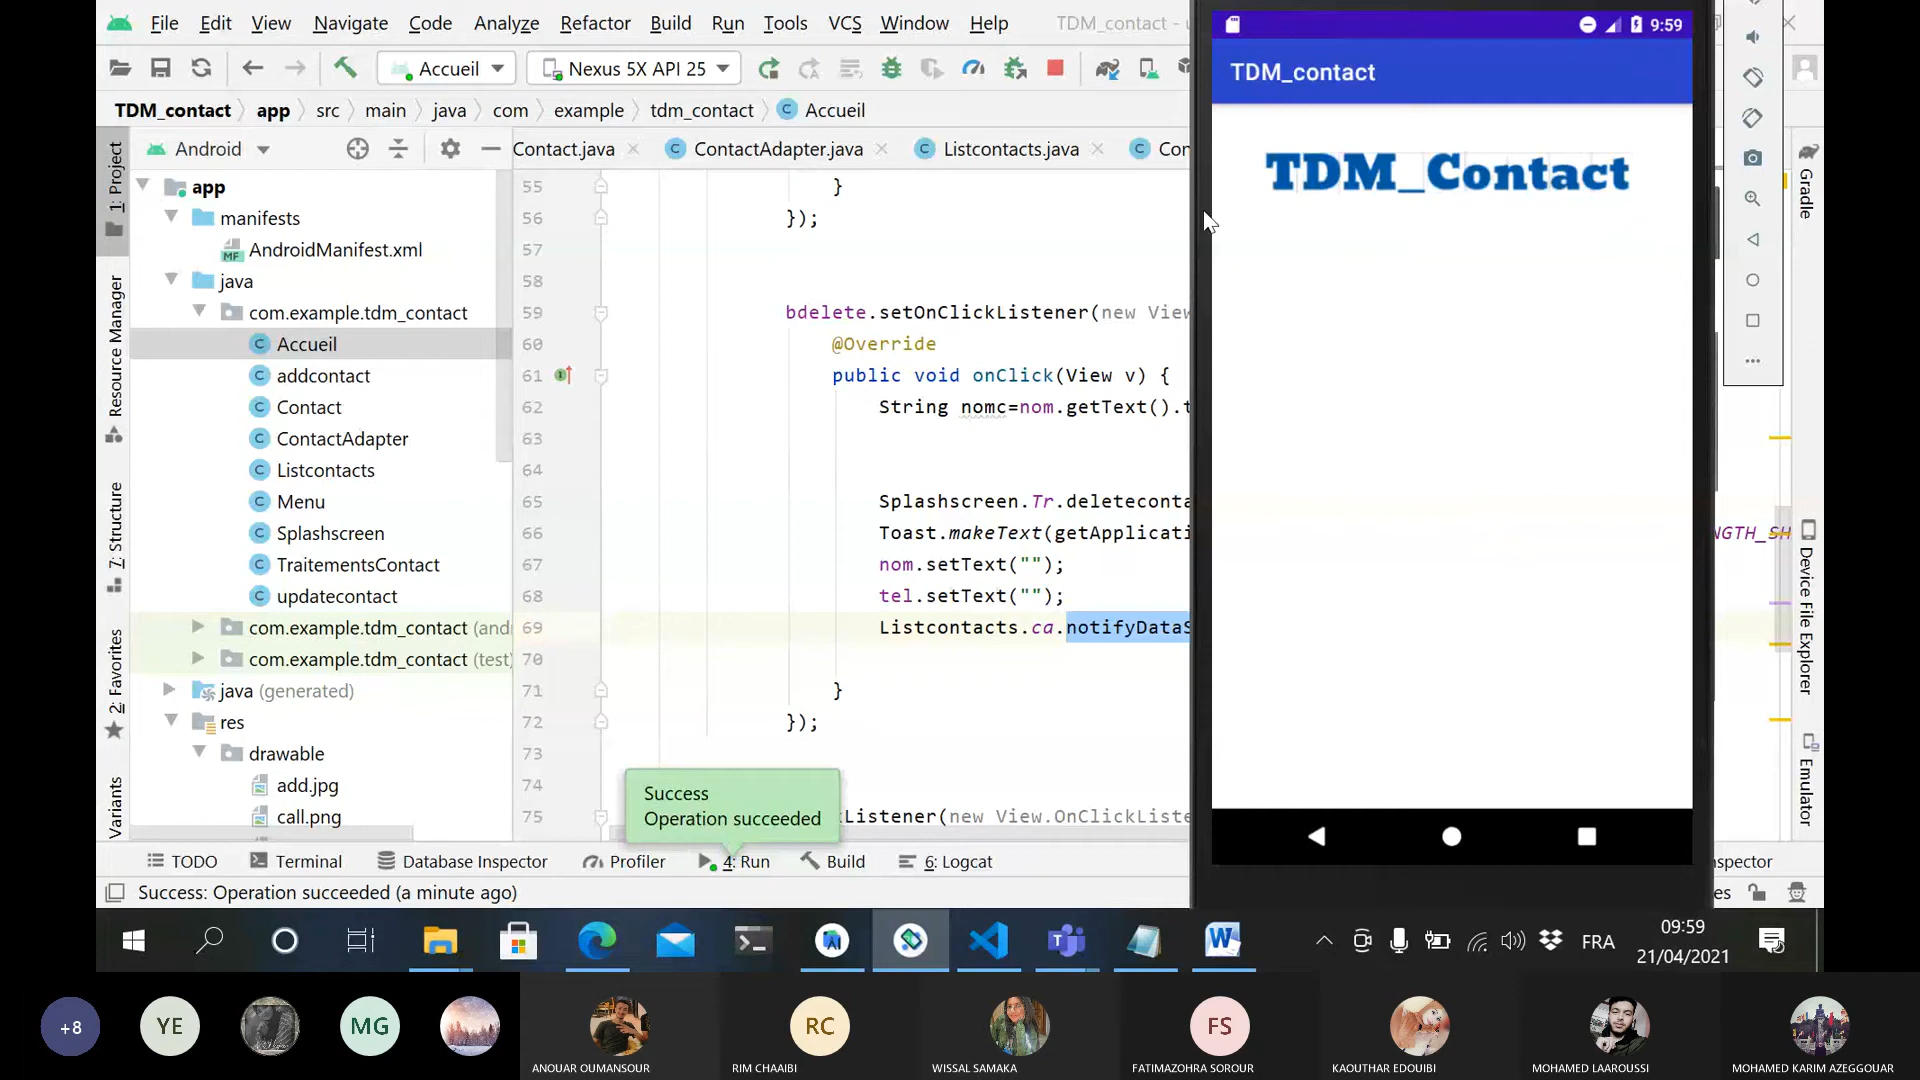 File Edit View Navigate Code Analyze Refactor Build Run Tools VCS Window Help TDM_contact -
Accueil Nexus 5X API 25
TDM_contact app src main java com example tdm_contact Accueil
Android
Contact.java ContactAdapter.java Listcontacts.java Con
1: Project
Resource Manager
7: Structure
2: Favorites
Variants
app
manifests
AndroidManifest.xml
java
com.example.tdm_contact
Accueil
addcontact
Contact
ContactAdapter
Listcontacts
Menu
Splashscreen
TraitementsContact
updatecontact
com.example.tdm_contact (and
com.example.tdm_contact (test)
java (generated)
res
drawable
add.jpg
call.png
55 }
56 });
57
58
59 bdelete.setOnClickListener(new View
60 @Override
61 public void onClick(View v) {
62 String nomc=nom.getText().t
63
64
65 Splashscreen.Tr.deleteconta
66 Toast.makeText(getApplicati
NGTH_SH
67 nom.setText("");
68 tel.setText("");
69 Listcontacts.ca.notifyDataS
70
71 }
72 });
73
74
75 kListener(new View.OnClickListe
Success
Operation succeeded
9:59
TDM_contact
TDM_Contact
Gradle
Device File Explorer
Emulator
TODO Terminal Database Inspector Profiler 4: Run Build 6: Logcat
spector
Success: Operation succeeded (a minute ago)
es
FRA
09:59
21/04/2021
+8 YE MG RC FS
ANOUAR OUMANSOUR RIM CHAAIBI WISSAL SAMAKA FATIMAZOHRA SOROUR KAOUTHAR EDOUIBI MOHAMED LAAROUSSI MOHAMED KARIM AZEGGOUAR